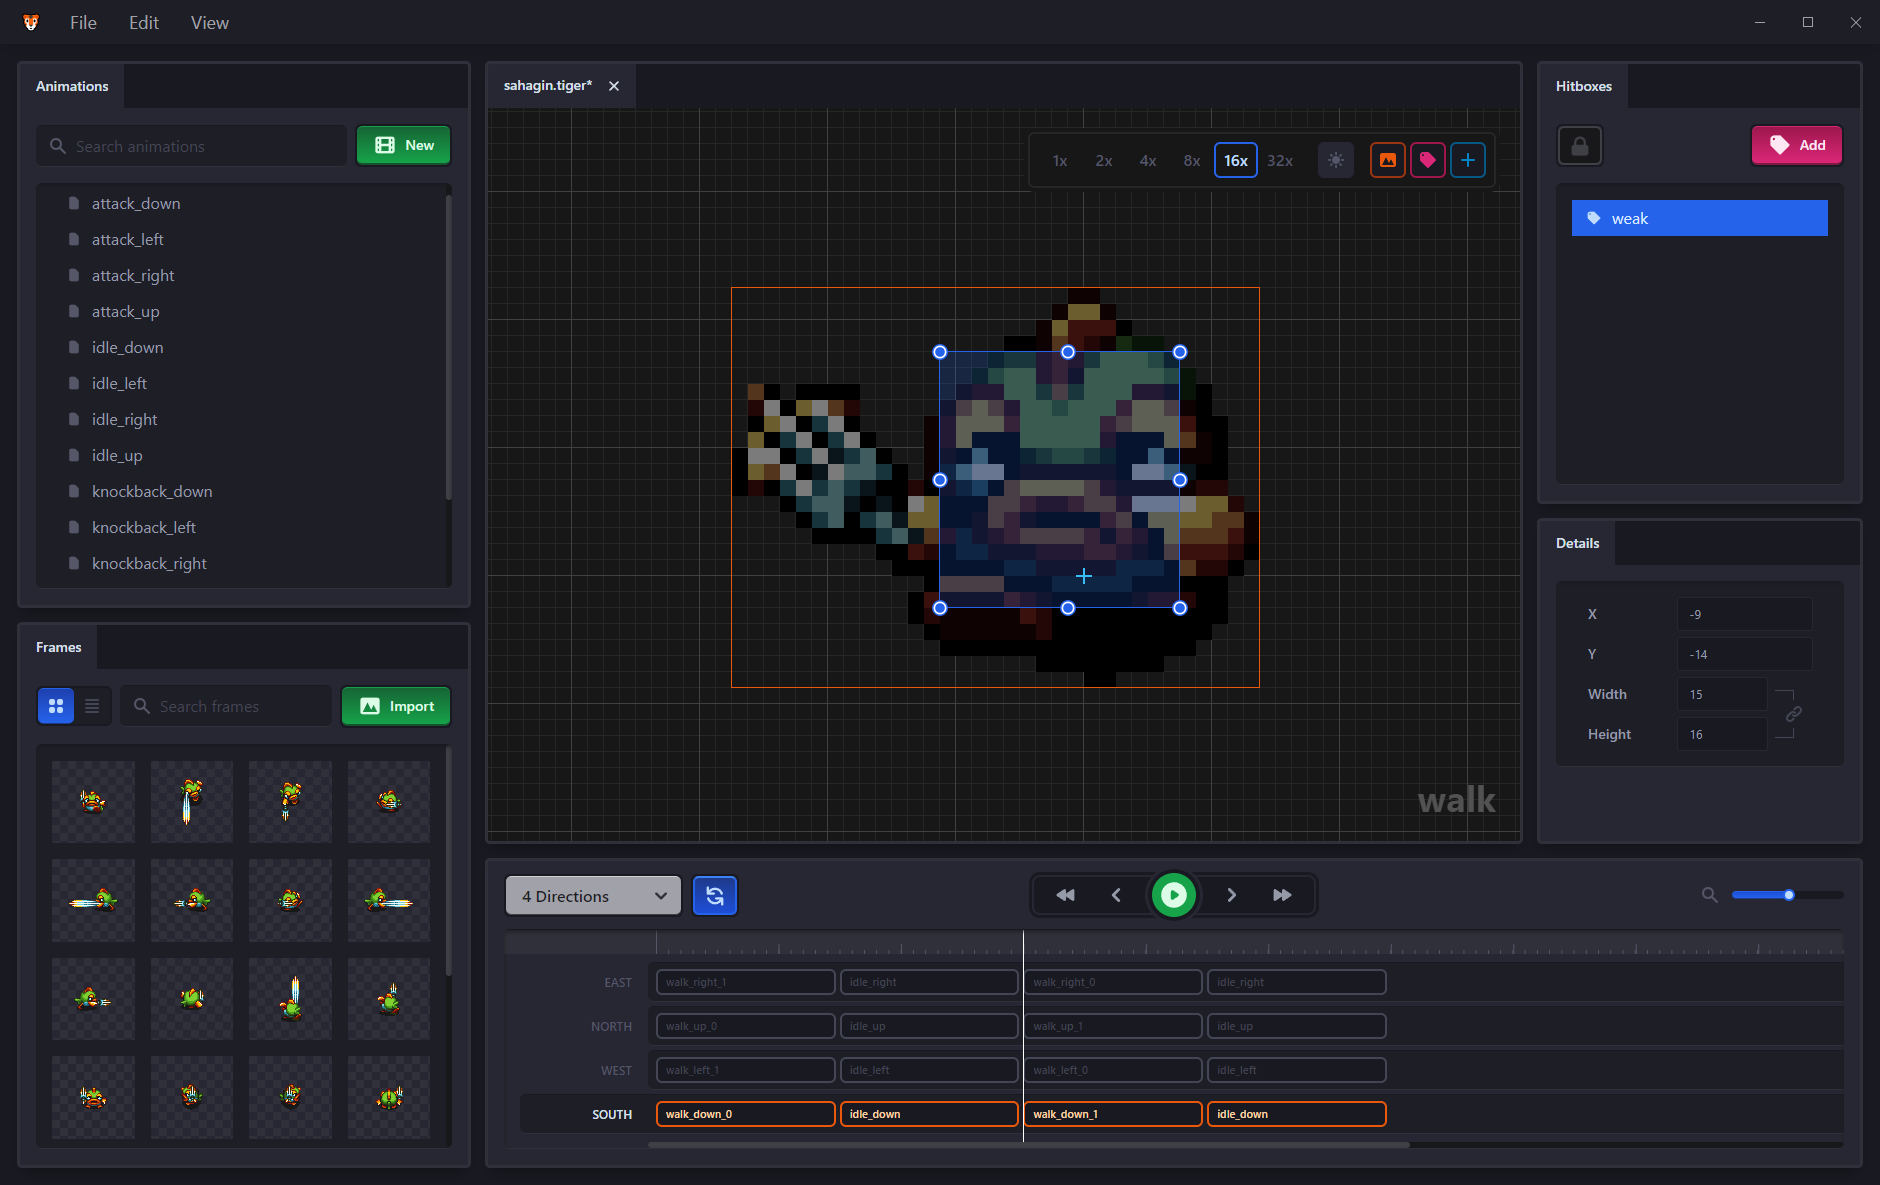 File Edit View
Animations
Search animations
New
attack_down
attack_left
attack_right
attack_up
idle_down
idle_left
idle_right
idle_up
knockback_down
knockback_left
knockback_right
Frames
Search frames
Import
sahagin.tiger*
1x 2x 4x 8x 16x 32x
walk
Hitboxes
Add
weak
Details
X -9
Y -14
Width 15
Height 16
4 Directions
EAST walk_right_1 idle_right walk_right_0 idle_right
NORTH walk_up_0 idle_up walk_up_1 idle_up
WEST walk_left_1 idle_left walk_left_0 idle_left
SOUTH walk_down_0 idle_down walk_down_1 idle_down